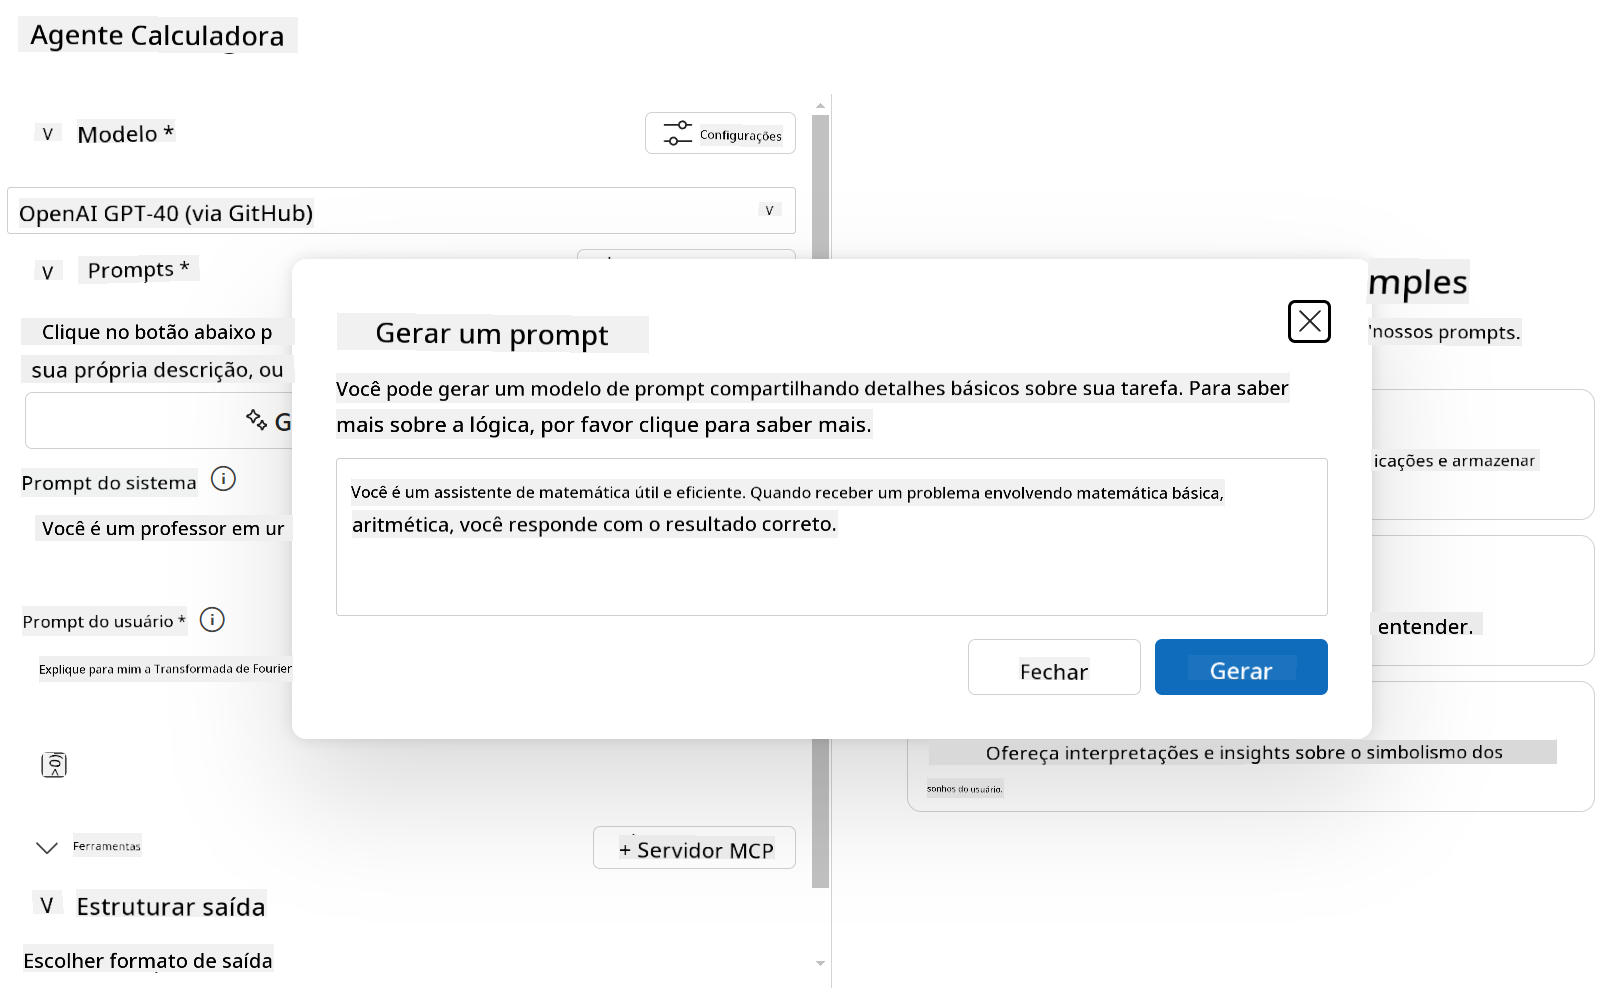 Agente Calculadora
V Modelo *
Configurações
OpenAI GPT-40 (via GitHub) V
V Prompts *
Clique no botão abaixo p
sua própria descrição, ou
G
Prompt do sistema
Você é um professor em ur
Prompt do usuário *
Explique para mim a Transformada de Fourier
Ferramentas
+ Servidor MCP
V Estruturar saída
Escolher formato de saída
Gerar um prompt
Você pode gerar um modelo de prompt compartilhando detalhes básicos sobre sua tarefa. Para saber
mais sobre a lógica, por favor clique para saber mais.
Você é um assistente de matemática útil e eficiente. Quando receber um problema envolvendo matemática básica,
aritmética, você responde com o resultado correto.
Fechar
Gerar
mples
nossos prompts.
icações e armazenar
entender.
Ofereça interpretações e insights sobre o simbolismo dos
sonhos do usuário.